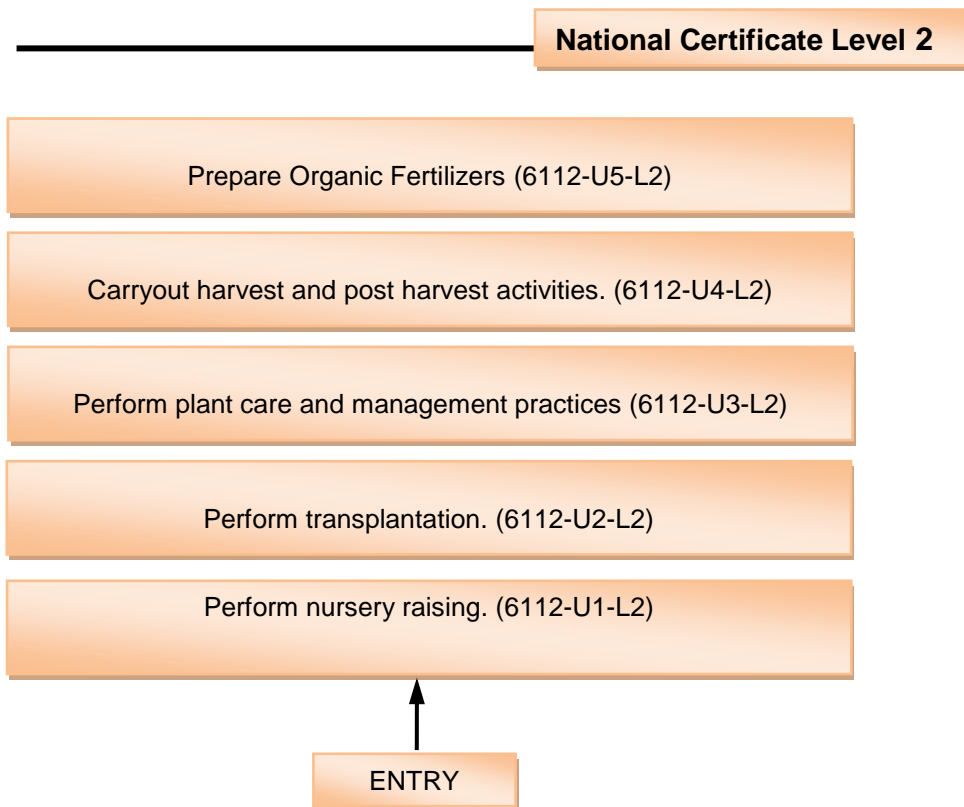 National Certificate Level 2
Prepare Organic Fertilizers (6112-U5-L2)
Carryout harvest and post harvest activities. (6112-U4-L2)
Perform plant care and management practices (6112-U3-L2)
Perform transplantation. (6112-U2-L2)
Perform nursery raising. (6112-U1-L2)
ENTRY